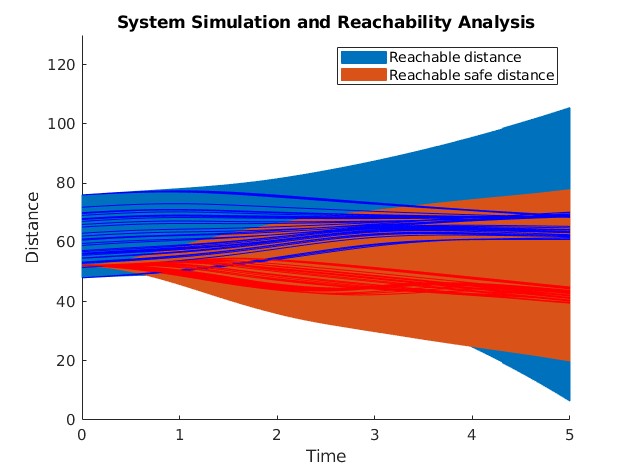 System Simulation and Reachability Analysis
Reachable distance
Reachable safe distance
120
100
80
60
40
20
0
Distance
0 1 2 3 4 5
Time